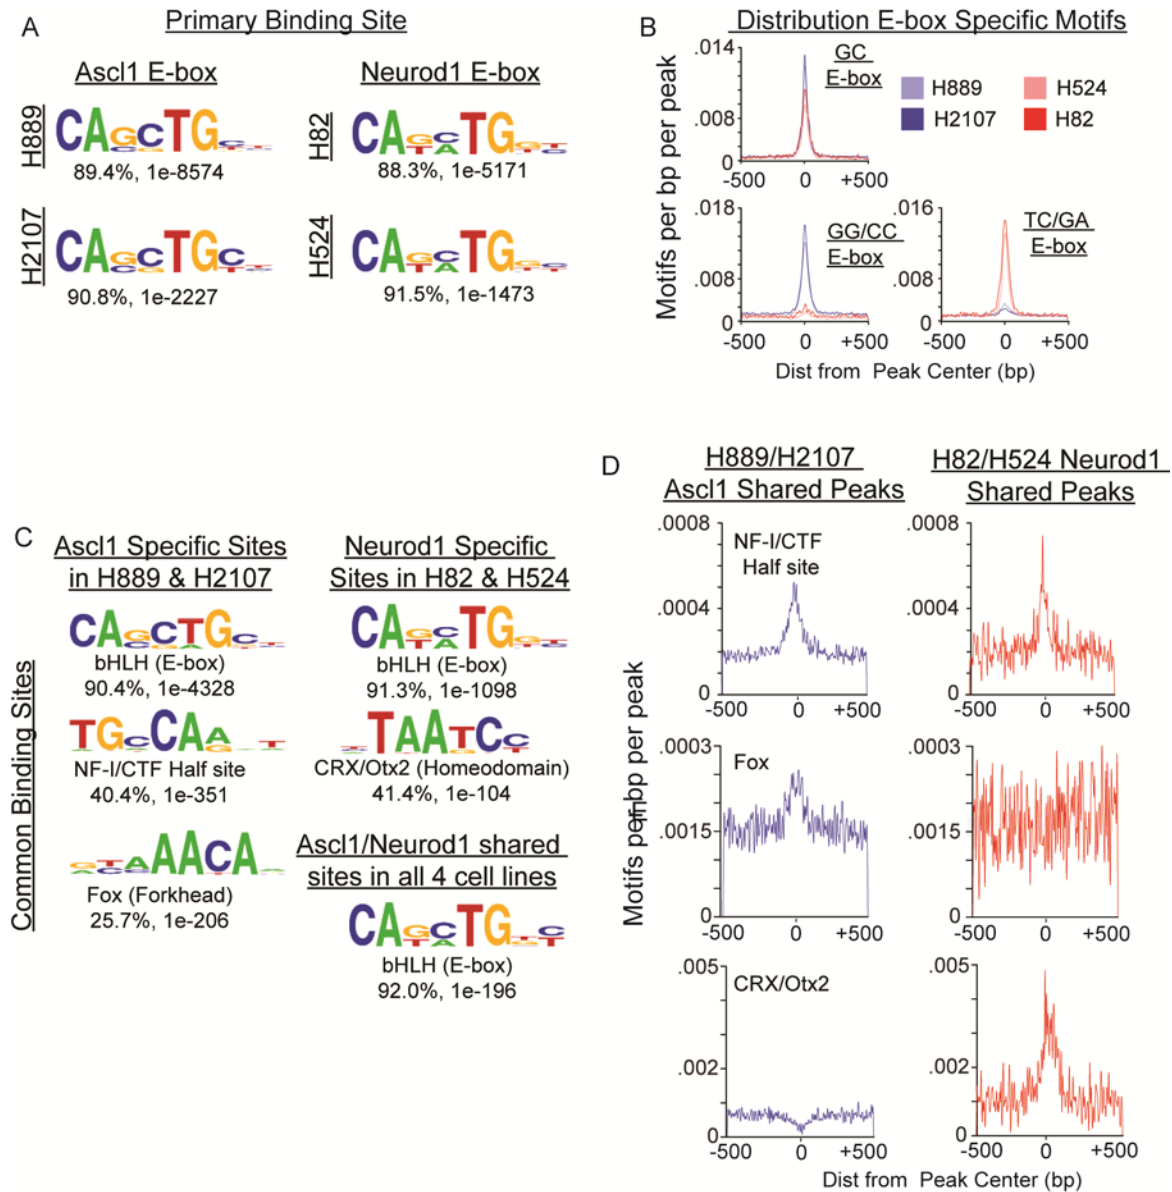 A
Primary Binding Site
Ascl1 E-box
Neurod1 E-box
H889
CAGCTG
89.4%, 1e-8574
H82
CAGCTG
88.3%, 1e-5171
H2107
CAGCTGC
90.8%, 1e-2227
H524
CAGCTG
91.5%, 1e-1473
B
Distribution E-box Specific Motifs
Motifs per bp per peak
.014
.008
0
-500 0 +500
GC
E-box
H889
H524
H2107
H82
.018
.008
0
-500 0 +500
GG/CC
E-box
.016
.008
0
-500 0 +500
TC/GA
E-box
Dist from Peak Center (bp)
C
Common Binding Sites
Ascl1 Specific Sites
in H889 & H2107
CAGCTGC
bHLH (E-box)
90.4%, 1e-4328
TGCCAA
NF-I/CTF Half site
40.4%, 1e-351
AACA
Fox (Forkhead)
25.7%, 1e-206
Neurod1 Specific
Sites in H82 & H524
CAGCTG
bHLH (E-box)
91.3%, 1e-1098
TAATCC
CRX/Otx2 (Homeodomain)
41.4%, 1e-104
Ascl1/Neurod1 shared
sites in all 4 cell lines
CAGCTG
bHLH (E-box)
92.0%, 1e-196
D
H889/H2107
Ascl1 Shared Peaks
H82/H524 Neurod1
Shared Peaks
Motifs per bp per peak
.0008
.0004
0
-500 0 +500
NF-I/CTF
Half site
.0008
.0004
0
-500 0 +500
.0003
.0015
0
-500 0 +500
Fox
.0003
.0015
0
-500 0 +500
.005
.002
0
-500 0 +500
CRX/Otx2
.005
.002
0
-500 0 +500
Dist from Peak Center (bp)